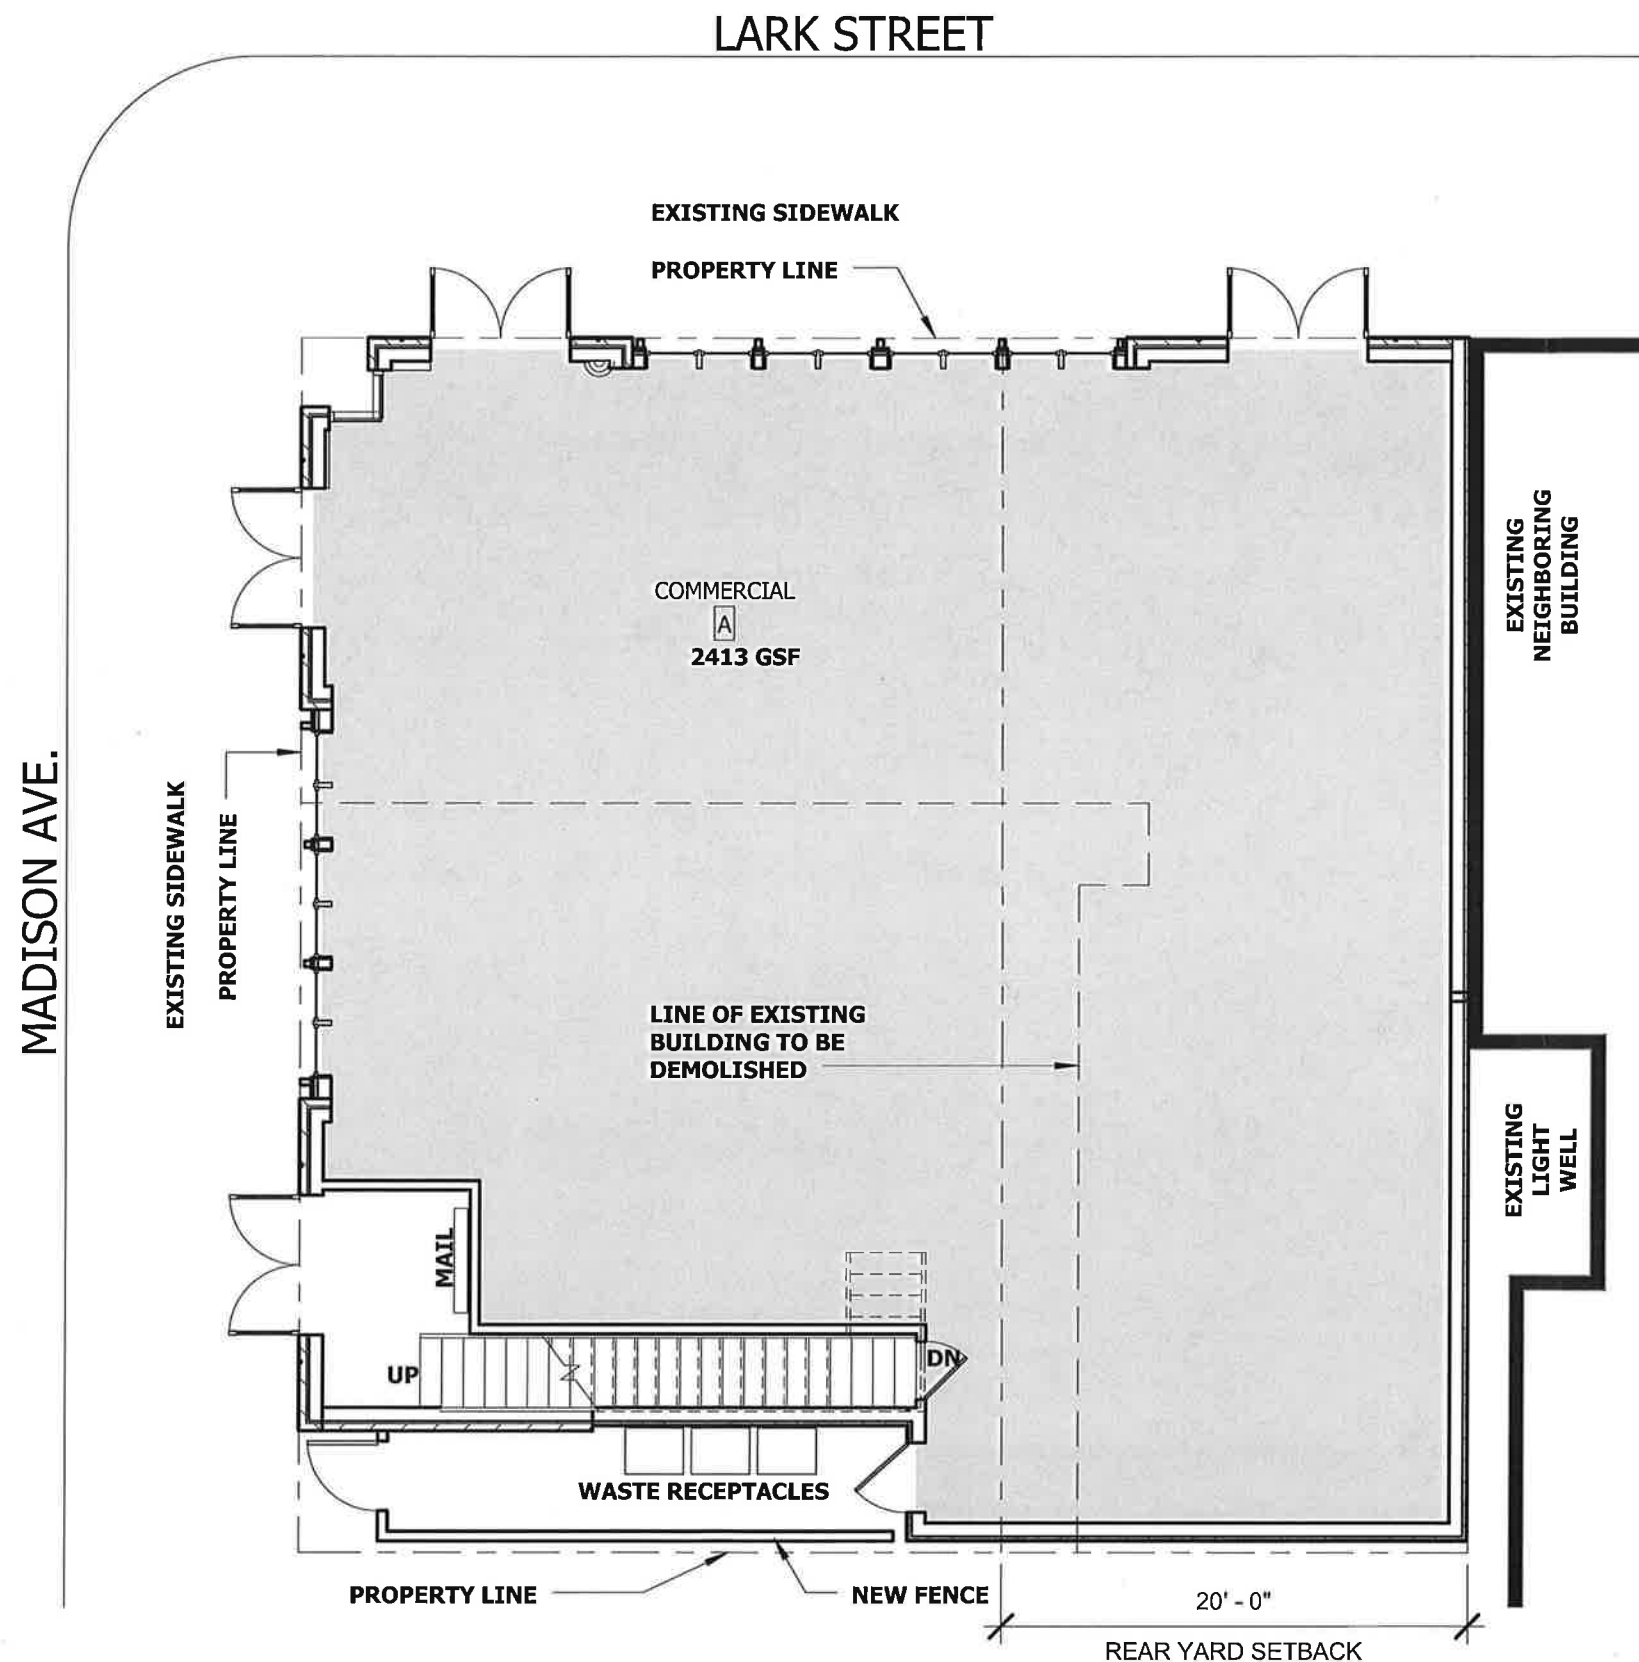 LARK STREET
EXISTING SIDEWALK
PROPERTY LINE
EXISTING
NEIGHBORING
BUILDING
COMMERCIAL
A
2413 GSF
MADISON AVE.
EXISTING SIDEWALK
PROPERTY LINE
LINE OF EXISTING
BUILDING TO BE
DEMOLISHED
EXISTING
LIGHT
WELL
MAIL
UP
DN
WASTE RECEPTACLES
PROPERTY LINE
NEW FENCE
20' - 0"
REAR YARD SETBACK